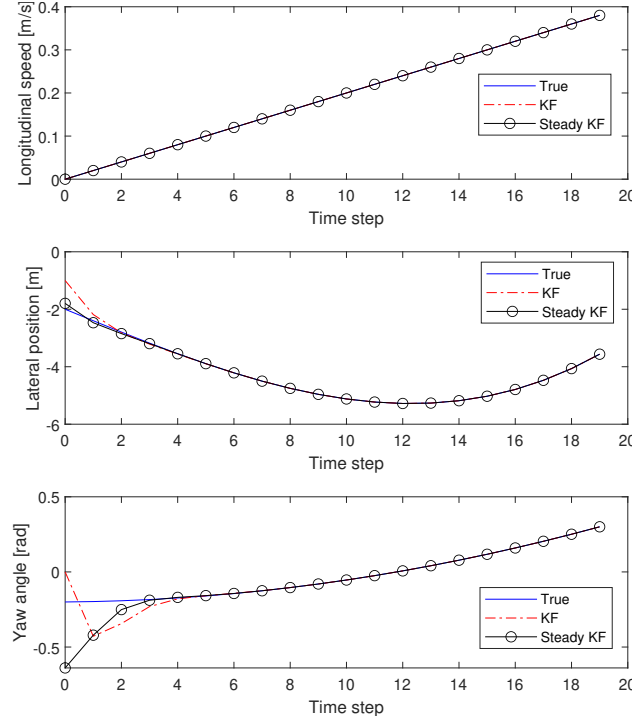 Longitudinal speed [m/s]
0.4
0.3
0.2
0.1
0
True
KF
Steady KF
0 2 4 6 8 10 12 14 16 18 20
Time step
Lateral position [m]
0
-2
-4
-6
True
KF
Steady KF
0 2 4 6 8 10 12 14 16 18 20
Time step
Yaw angle [rad]
0.5
0
-0.5
True
KF
Steady KF
0 2 4 6 8 10 12 14 16 18 20
Time step